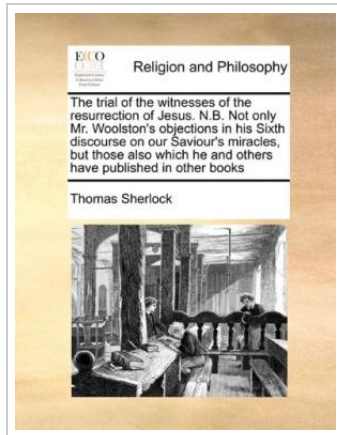 ECCO
Religion and Philosophy
The trial of the witnesses of the
resurrection of Jesus. N.B. Not only
Mr. Woolston's objections in his Sixth
discourse on our Saviour's miracles,
but those also which he and others
have published in other books
Thomas Sherlock